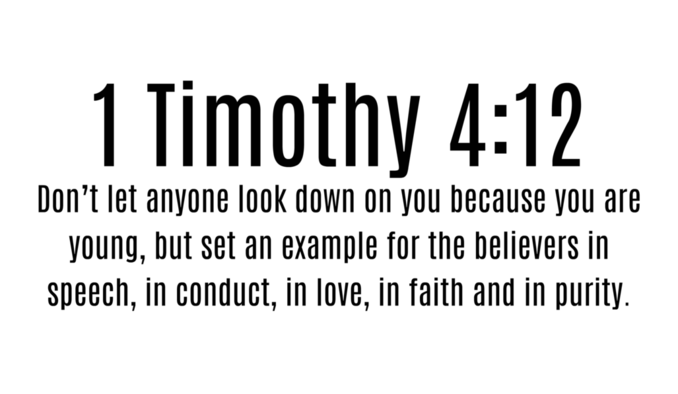 1 Timothy 4:12
Don’t let anyone look down on you because you are
young, but set an example for the believers in
speech, in conduct, in love, in faith and in purity.